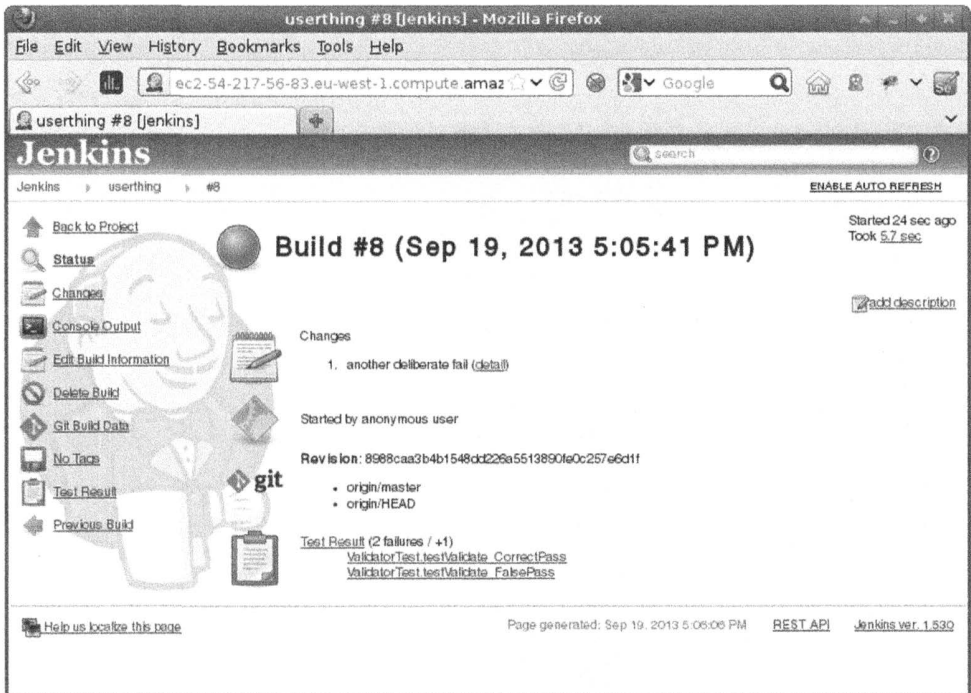 userthing #8 [Jenkins] - Mozilla Firefox
File Edit View History Bookmarks Tools Help
ec2-54-217-56-83.eu-west-1.compute.amaz Google
userthing #8 [Jenkins]
Jenkins search
Jenkins userthing #8 ENABLE AUTO REFRESH
Back to Project
Status
Changes
Console Output
Edit Build Information
Delete Build
Git Build Data
No Tags
Test Result
Previous Build
Build #8 (Sep 19, 2013 5:05:41 PM)
Started 24 sec ago
Took 5.7 sec
add description
Changes
1. another deliberate fail (detail)
Started by anonymous user
Revision: 8988caa3b4b1548dd226a5513890fe0c257e6d1f
git
• origin/master
• origin/HEAD
Test Result (2 failures / +1)
ValidatorTest.testValidate_CorrectPass
ValidatorTest.testValidate_FalsePass
Help us localize this page Page generated: Sep 19, 2013 5:06:06 PM REST API Jenkins ver. 1.530